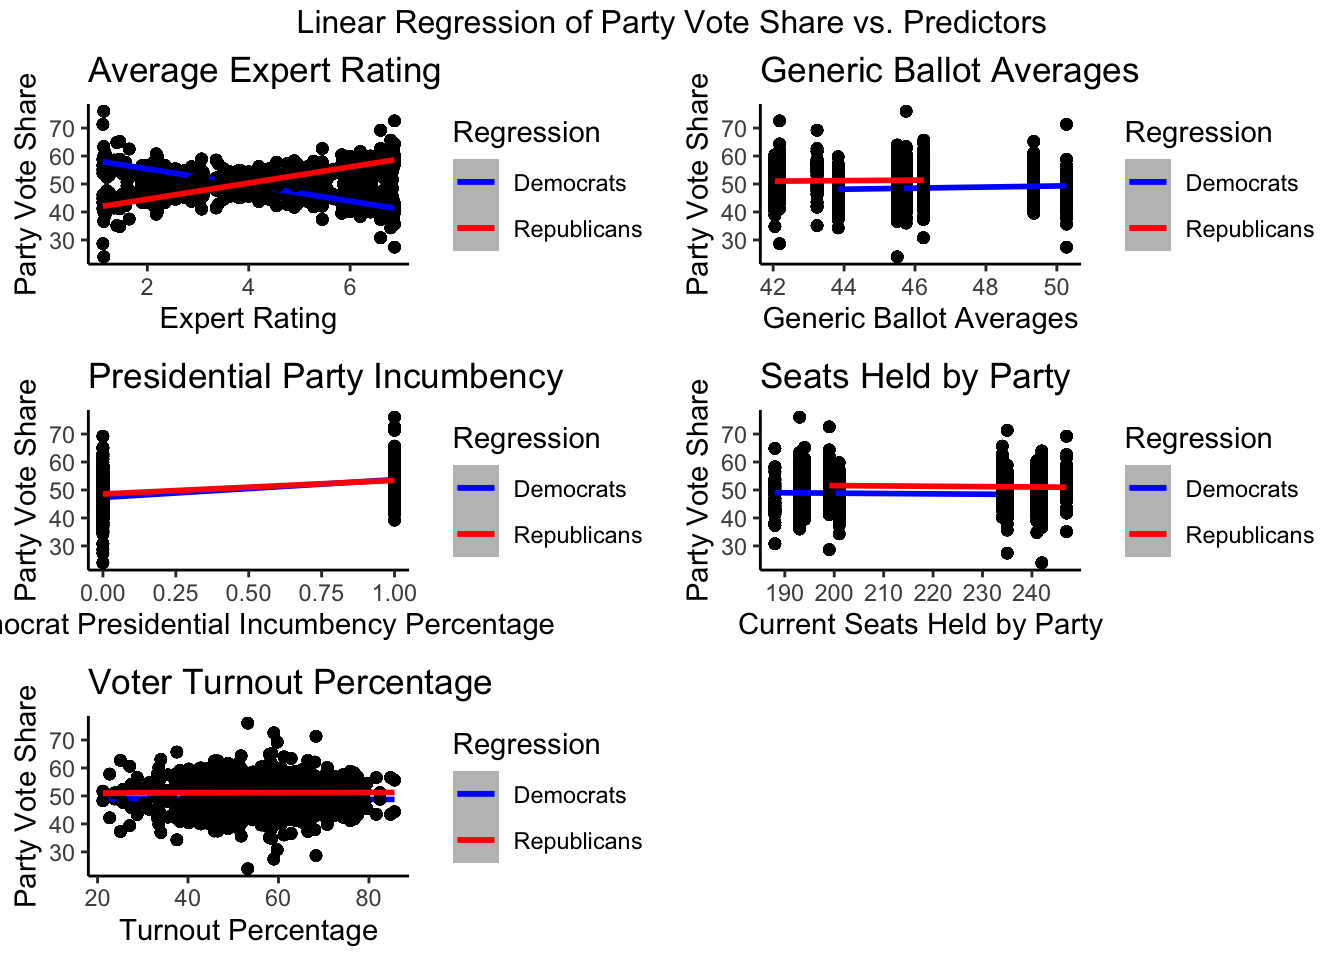 Linear Regression of Party Vote Share vs. Predictors
Average Expert Rating
Party Vote Share
70
60
50
40
30
2 4 6
Expert Rating
Regression
Democrats
Republicans
Generic Ballot Averages
Party Vote Share
70
60
50
40
30
42 44 46 48 50
Generic Ballot Averages
Regression
Democrats
Republicans
Presidential Party Incumbency
Party Vote Share
70
60
50
40
30
0.00 0.25 0.50 0.75 1.00
nocrat Presidential Incumbency Percentage
Regression
Democrats
Republicans
Seats Held by Party
Party Vote Share
70
60
50
40
30
190 200 210 220 230 240
Current Seats Held by Party
Regression
Democrats
Republicans
Voter Turnout Percentage
Party Vote Share
70
60
50
40
30
20 40 60 80
Turnout Percentage
Regression
Democrats
Republicans